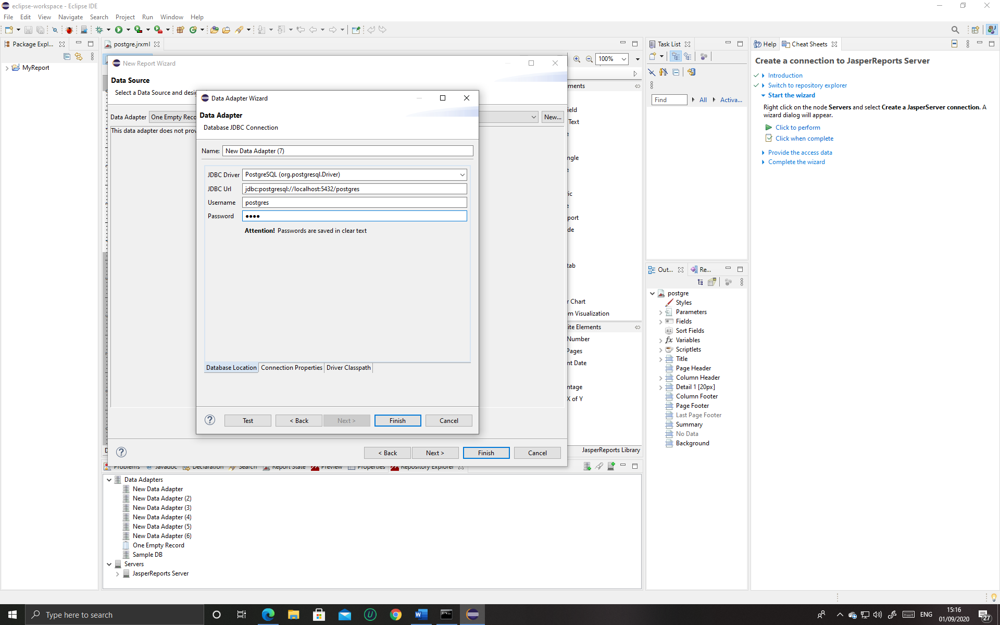 eclipse-workspace - Eclipse IDE
File Edit View Navigate Search Project Run Window Help
Package Expl...
MyReport
postgre.jrxml
100%
New Report Wizard
Data Source
Select a Data Source and desig
Data Adapter One Empty Reco New...
This data adapter does not prov
Data Adapter Wizard
Data Adapter
Database JDBC Connection
Name: New Data Adapter (7)
JDBC Driver PostgreSQL (org.postgresql.Driver)
JDBC Url jdbc:postgresql://localhost:5432/postgres
Username postgres
Password ●●●●
Attention! Passwords are saved in clear text
Database Location Connection Properties Driver Classpath
Test < Back Next > Finish Cancel
< Back Next > Finish Cancel
ments
ield
Text
e
ngle
e
ric
e
port
de
tab
r Chart
m Visualization
ite Elements
Number
Pages
nt Date
ntage
X of Y
JasperReports Library
Problems Javadoc Declaration Search Report State Preview Properties Repository Explorer
Data Adapters
New Data Adapter
New Data Adapter (2)
New Data Adapter (3)
New Data Adapter (4)
New Data Adapter (5)
New Data Adapter (6)
One Empty Record
Sample DB
Servers
JasperReports Server
Task List
Find All Activa...
Out... Re...
postgre
Styles
Parameters
Fields
Sort Fields
Variables
Scriptlets
Title
Page Header
Column Header
Detail 1 [20px]
Column Footer
Page Footer
Last Page Footer
Summary
No Data
Background
Help Cheat Sheets
Create a connection to JasperReports Server
Introduction
Switch to repository explorer
Start the wizard
Right click on the node Servers and select Create a JasperServer connection. A
wizard dialog will appear.
Click to perform
Click when complete
Provide the access data
Complete the wizard
Type here to search
ENG
15:16
01/09/2020
27